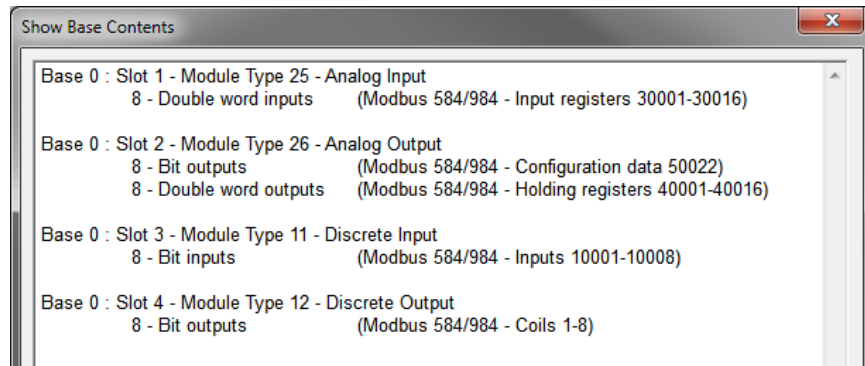 Show Base Contents
Base 0 : Slot 1 - Module Type 25 - Analog Input
8 - Double word inputs (Modbus 584/984 - Input registers 30001-30016)
Base 0 : Slot 2 - Module Type 26 - Analog Output
8 - Bit outputs (Modbus 584/984 - Configuration data 50022)
8 - Double word outputs (Modbus 584/984 - Holding registers 40001-40016)
Base 0 : Slot 3 - Module Type 11 - Discrete Input
8 - Bit inputs (Modbus 584/984 - Inputs 10001-10008)
Base 0 : Slot 4 - Module Type 12 - Discrete Output
8 - Bit outputs (Modbus 584/984 - Coils 1-8)